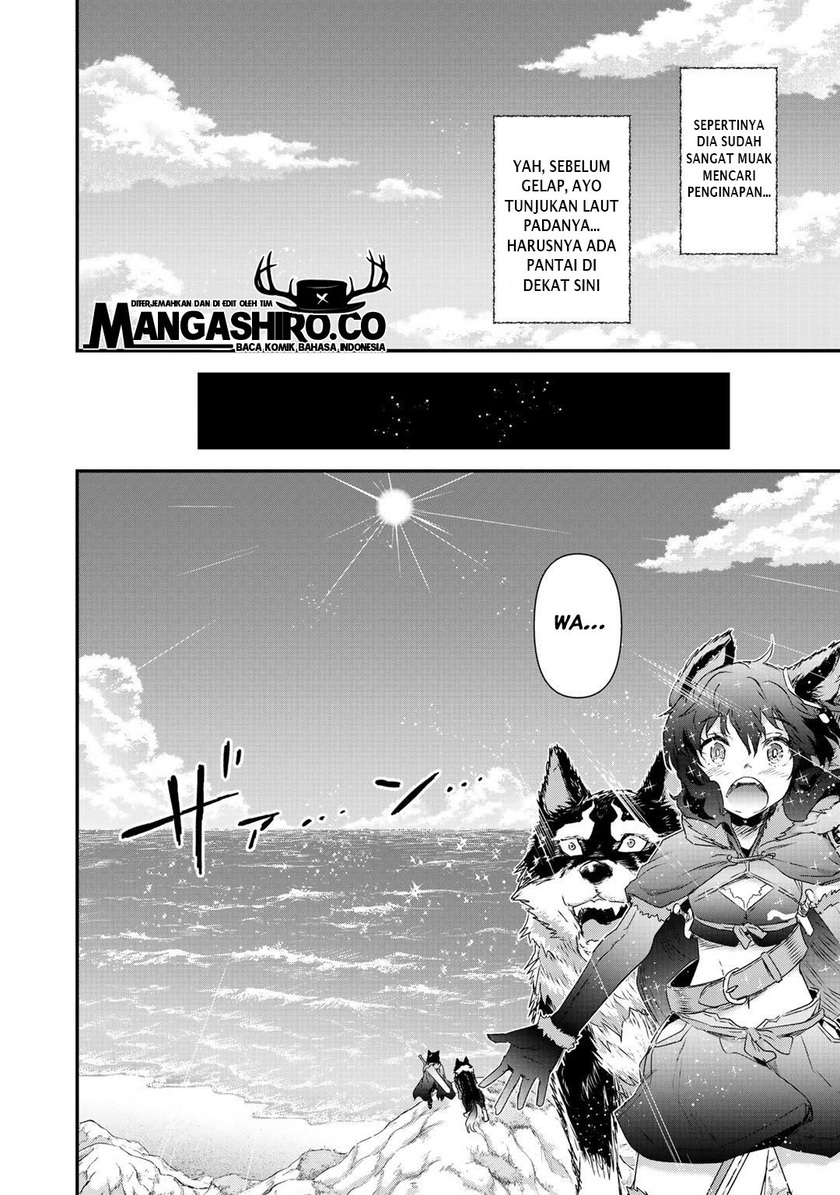 SEPERTINYA
DIA SUDAH
SANGAT MUAK
MENCARI
PENGINAPAN...
YAH, SEBELUM
GELAP, AYO
TUNJUKAN LAUT
PADANYA...
HARUSNYA ADA
PANTAI DI
DEKAT SINI
DITERJEMAHKAN DAN DI EDIT OLEH TIM
MANGASHIRO.CO
BACA KOMIK BAHASA INDONESIA
WA...
ザァ…ン…